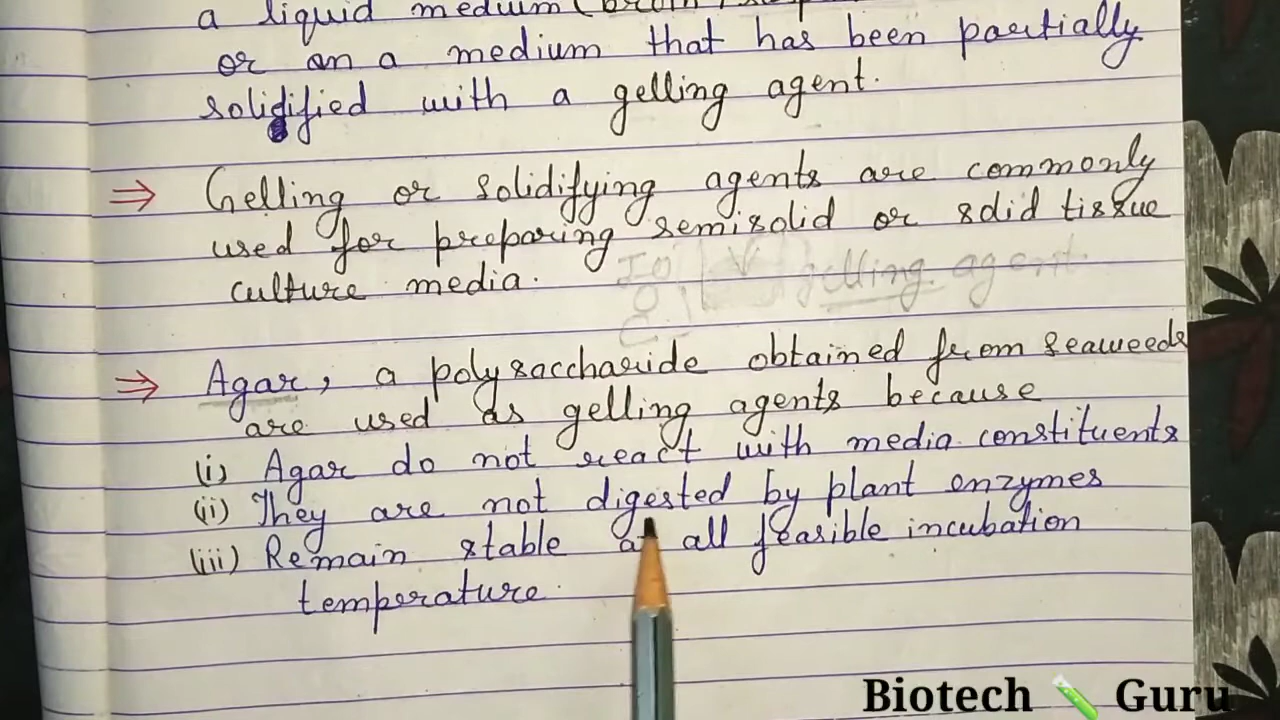 a liquid medium (broth,
or on a medium that has been partially
solidified with a gelling agent.
⇒ Gelling or solidifying agents are commonly
used for preparing semisolid or solid tissue
culture media.
gelling agent.
⇒ Agar, a polysaccharide obtained from seaweeds
are used as gelling agents because
(i) Agar do not react with media constituents
(ii) They are not digested by plant enzymes
(iii) Remain stable at all feasible incubation
temperature.
Biotech Guru